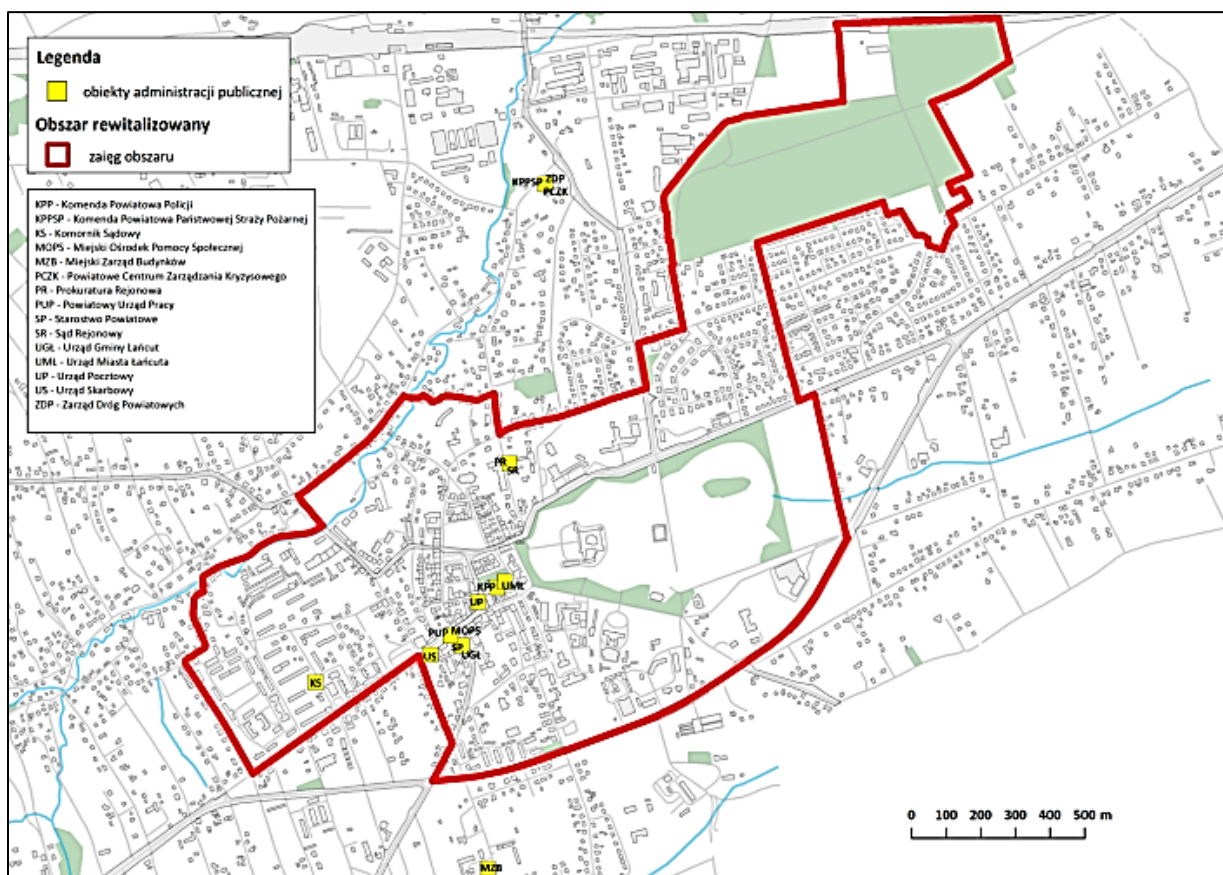 Legenda
obiekty administracji publicznej
Obszar rewitalizowany
zaięg obszaru
KPP - Komenda Powiatowa Policji
KPPSP - Komenda Powiatowa Państwowej Straży Pożarnej
KS - Komornik Sądowy
MOPS - Miejski Ośrodek Pomocy Społecznej
MZB - Miejski Zarząd Budynków
PCZK - Powiatowe Centrum Zarządzania Kryzysowego
PR - Prokuratura Rejonowa
PUP - Powiatowy Urząd Pracy
SP - Starostwo Powiatowe
SR - Sąd Rejonowy
UGŁ - Urząd Gminy Łańcut
UMŁ - Urząd Miasta Łańcuta
UP - Urząd Pocztowy
US - Urząd Skarbowy
ZDP - Zarząd Dróg Powiatowych
KPPSP ZDP
PCZK
PR
SR
KPP UMŁ
UP
PUP MOPS
SP
UGŁ
US
KS
MZB
0 100 200 300 400 500 m